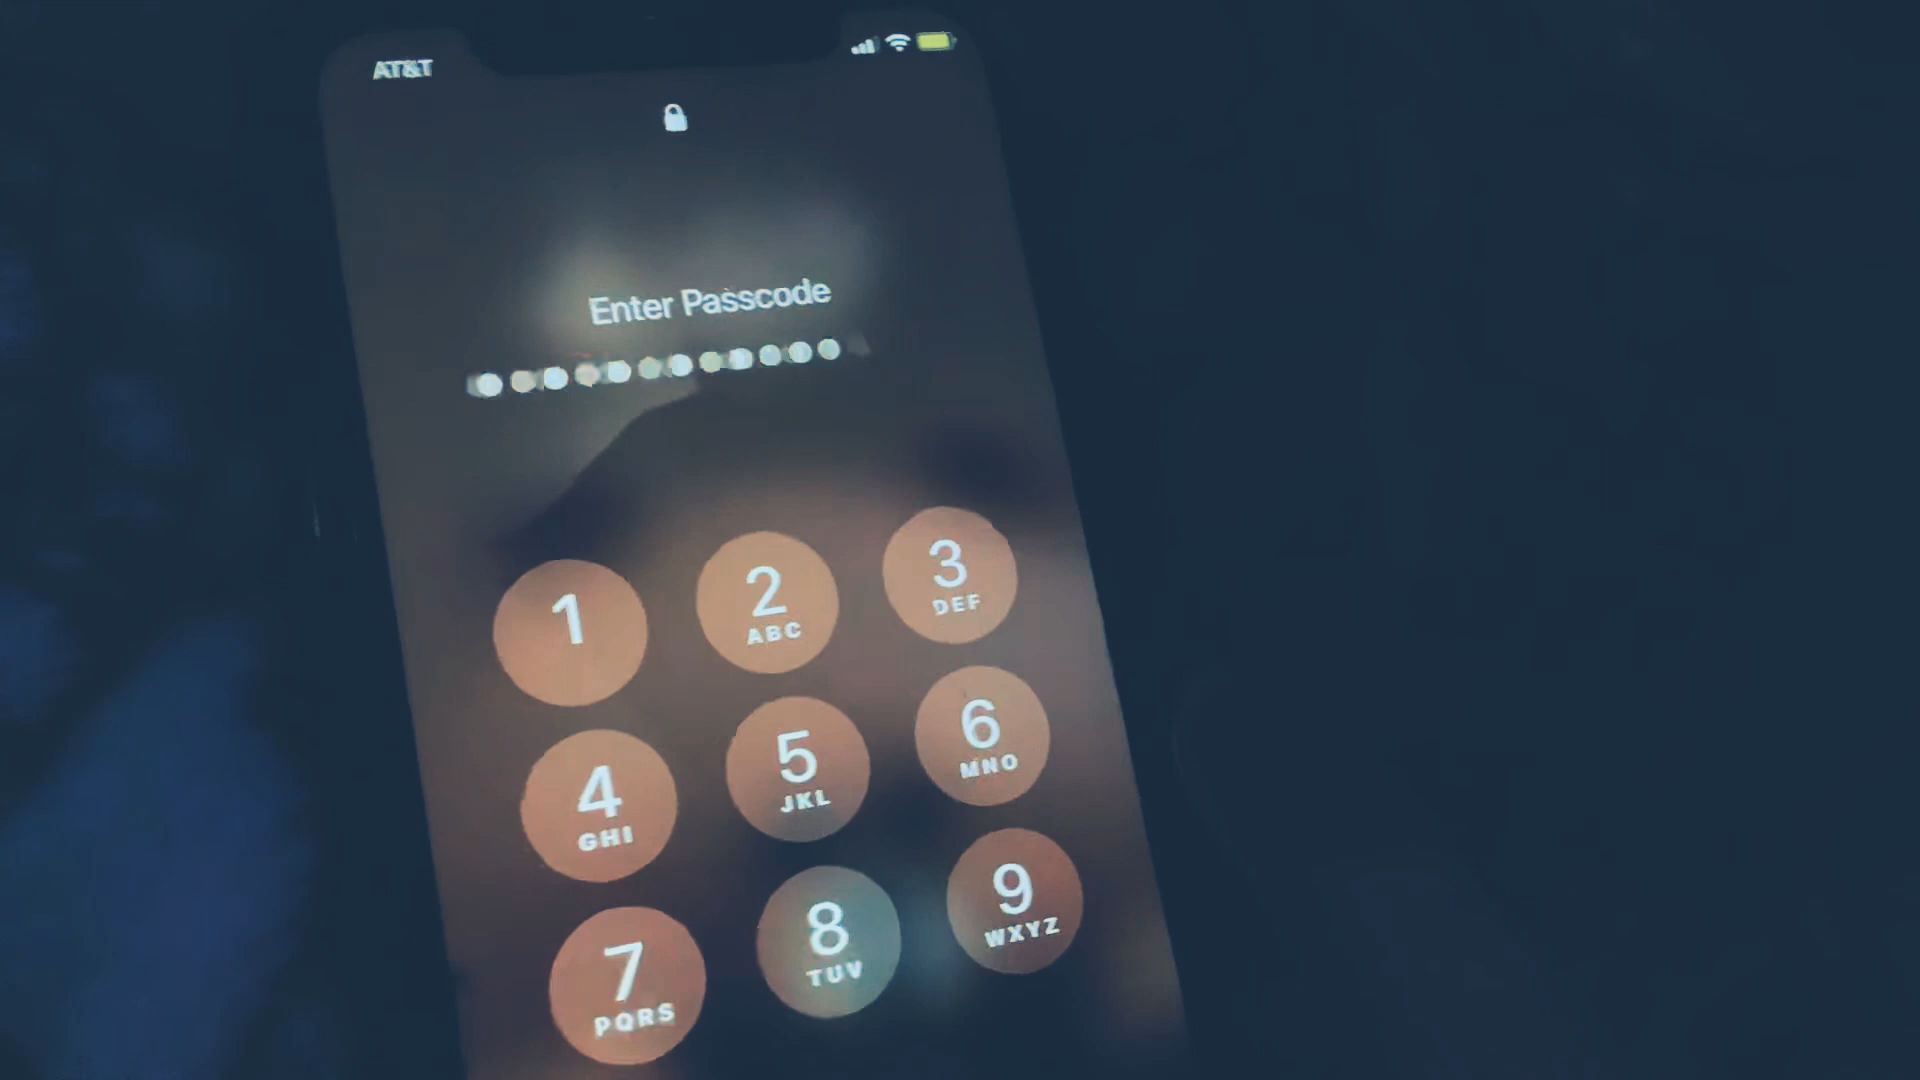 AT&T
Enter Passcode
1
2
ABC
3
DEF
4
GHI
5
JKL
6
MNO
7
PQRS
8
TUV
9
WXYZ